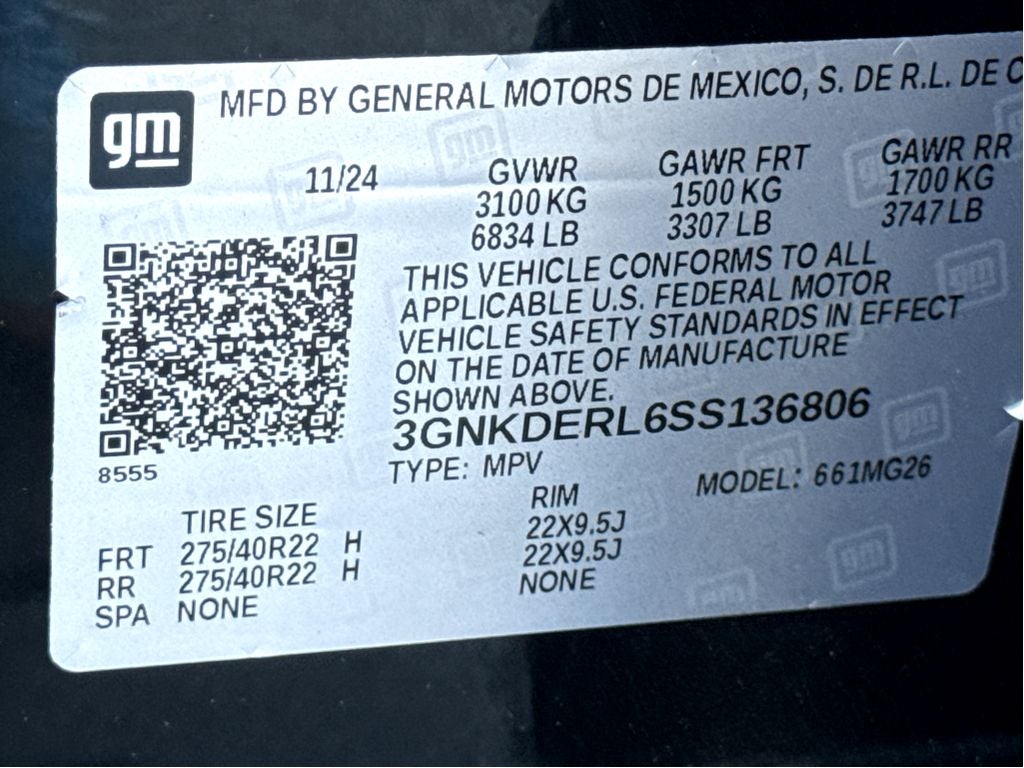 gm
MFD BY GENERAL MOTORS DE MEXICO, S. DE R.L. DE C
11/24 GVWR GAWR FRT GAWR RR
3100 KG 1500 KG 1700 KG
6834 LB 3307 LB 3747 LB
THIS VEHICLE CONFORMS TO ALL
APPLICABLE U.S. FEDERAL MOTOR
VEHICLE SAFETY STANDARDS IN EFFECT
ON THE DATE OF MANUFACTURE
SHOWN ABOVE.
3GNKDERL6SS136806
8555
TYPE: MPV MODEL: 661MG26
TIRE SIZE RIM
FRT 275/40R22 H 22X9.5J
RR 275/40R22 H 22X9.5J
SPA NONE NONE